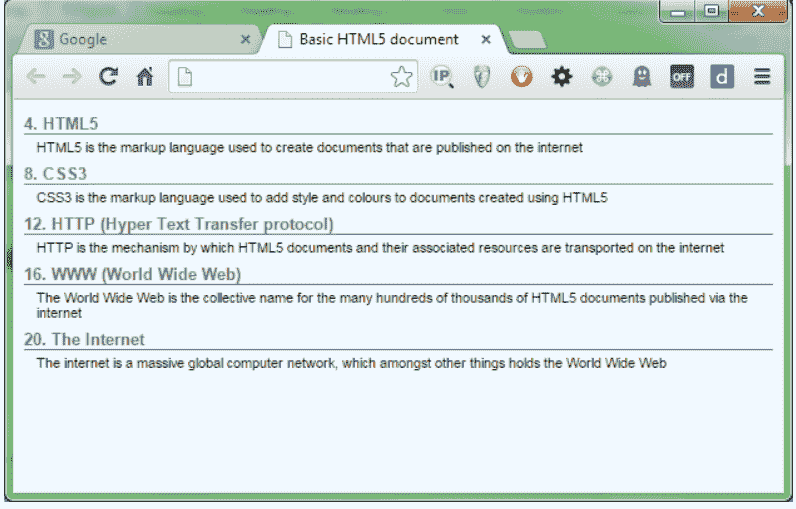 Google
Basic HTML5 document
IP
OFF
d
4. HTML5
HTML5 is the markup language used to create documents that are published on the internet
8. CSS3
CSS3 is the markup language used to add style and colours to documents created using HTML5
12. HTTP (Hyper Text Transfer protocol)
HTTP is the mechanism by which HTML5 documents and their associated resources are transported on the internet
16. WWW (World Wide Web)
The World Wide Web is the collective name for the many hundreds of thousands of HTML5 documents published via the
internet
20. The Internet
The internet is a massive global computer network, which amongst other things holds the World Wide Web